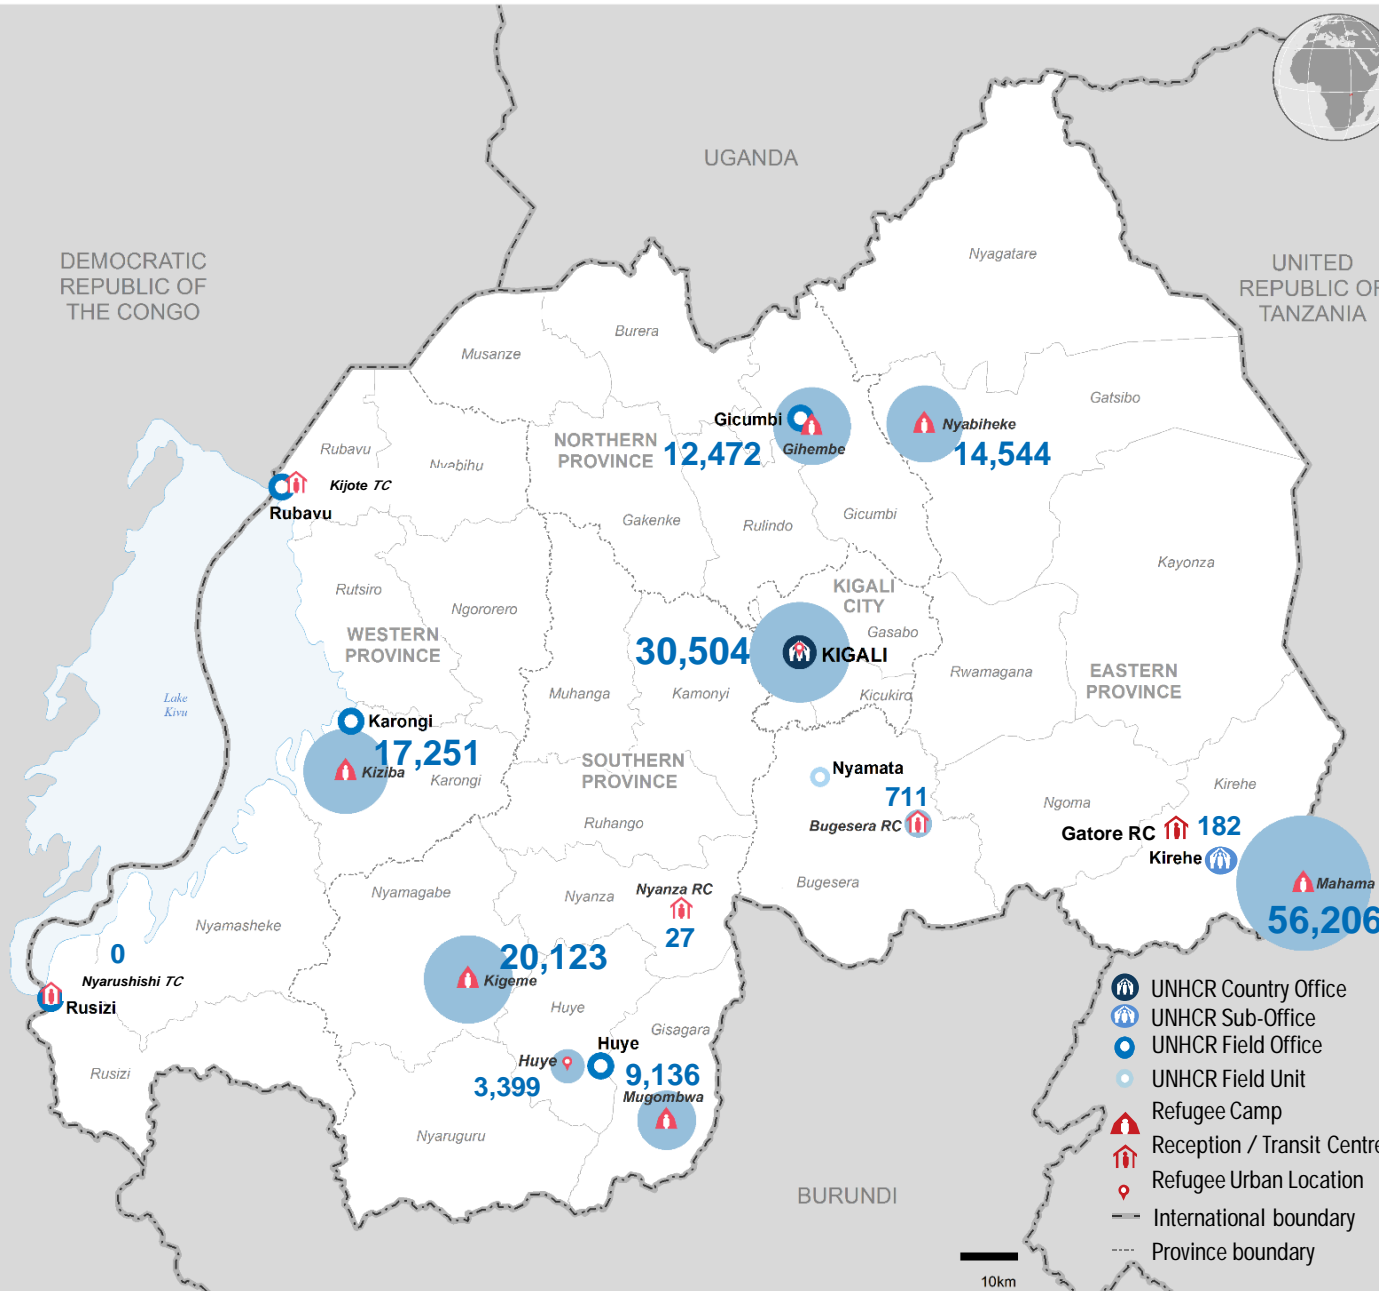 UGANDA
DEMOCRATIC
REPUBLIC OF
THE CONGO
UNITED
REPUBLIC OF
TANZANIA
Nyagatare
Burera
Musanze
Gatsibo
Gicumbi
Gihembe
12,472
Nyabiheke
14,544
NORTHERN
PROVINCE
Rubavu
Nyabihu
Kijote TC
Rubavu
Gakenke
Rulindo
Gicumbi
Kayonza
Rutsiro
Ngororero
KIGALI
CITY
Gasabo
WESTERN
PROVINCE
30,504
KIGALI
Rwamagana
EASTERN
PROVINCE
Lake
Kivu
Muhanga
Kamonyi
Kicukiro
Karongi
17,251
Kiziba
Karongi
SOUTHERN
PROVINCE
Nyamata
711
Bugesera RC
Ngoma
Kirehe
Gatore RC
182
Kirehe
Ruhango
Nyamagabe
Nyanza
Nyanza RC
27
Bugesera
Mahama
56,206
Nyamasheke
0
Nyarushishi TC
Rusizi
20,123
Kigeme
Huye
Gisagara
Huye
Huye
3,399
9,136
Mugombwa
Rusizi
Nyaruguru
BURUNDI
UNHCR Country Office
UNHCR Sub-Office
UNHCR Field Office
UNHCR Field Unit
Refugee Camp
Reception / Transit Centre
Refugee Urban Location
International boundary
Province boundary
10km